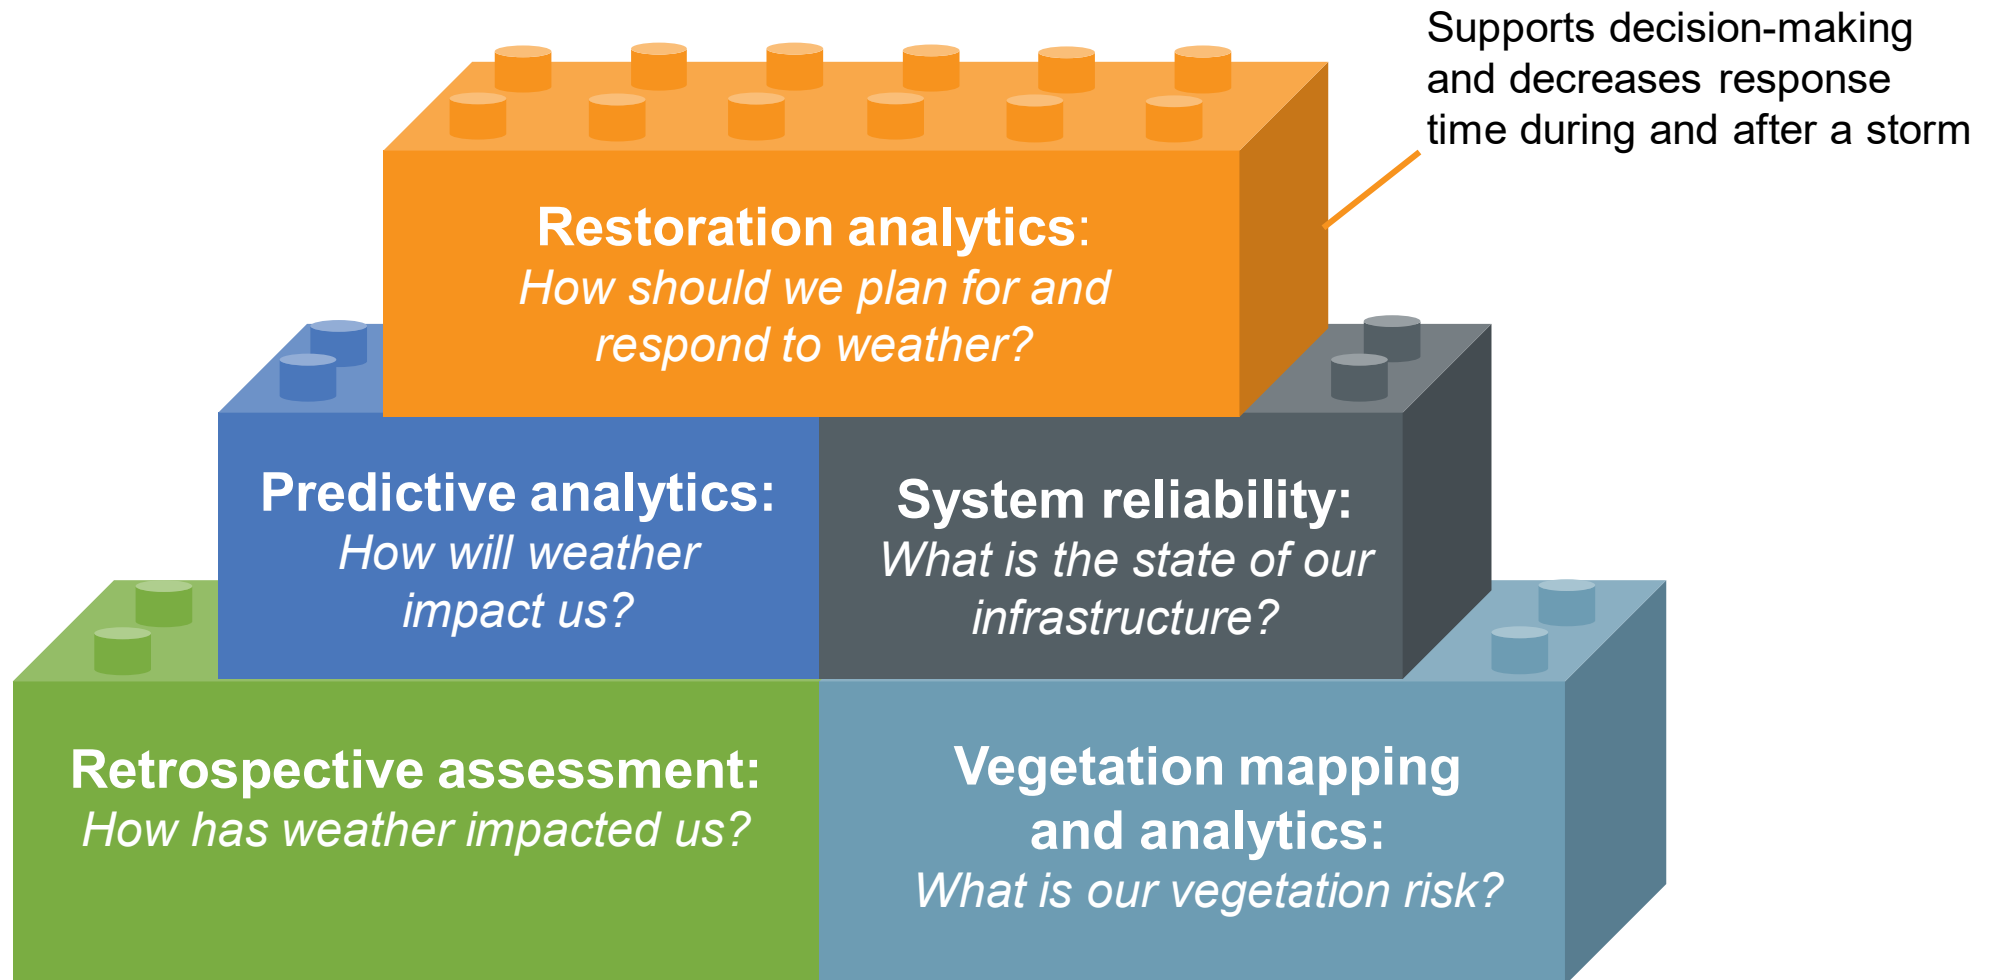 Supports decision-making
and decreases response
time during and after a storm
Restoration analytics:
How should we plan for and
respond to weather?
Predictive analytics:
How will weather
impact us?
System reliability:
What is the state of our
infrastructure?
Retrospective assessment:
How has weather impacted us?
Vegetation mapping
and analytics:
What is our vegetation risk?